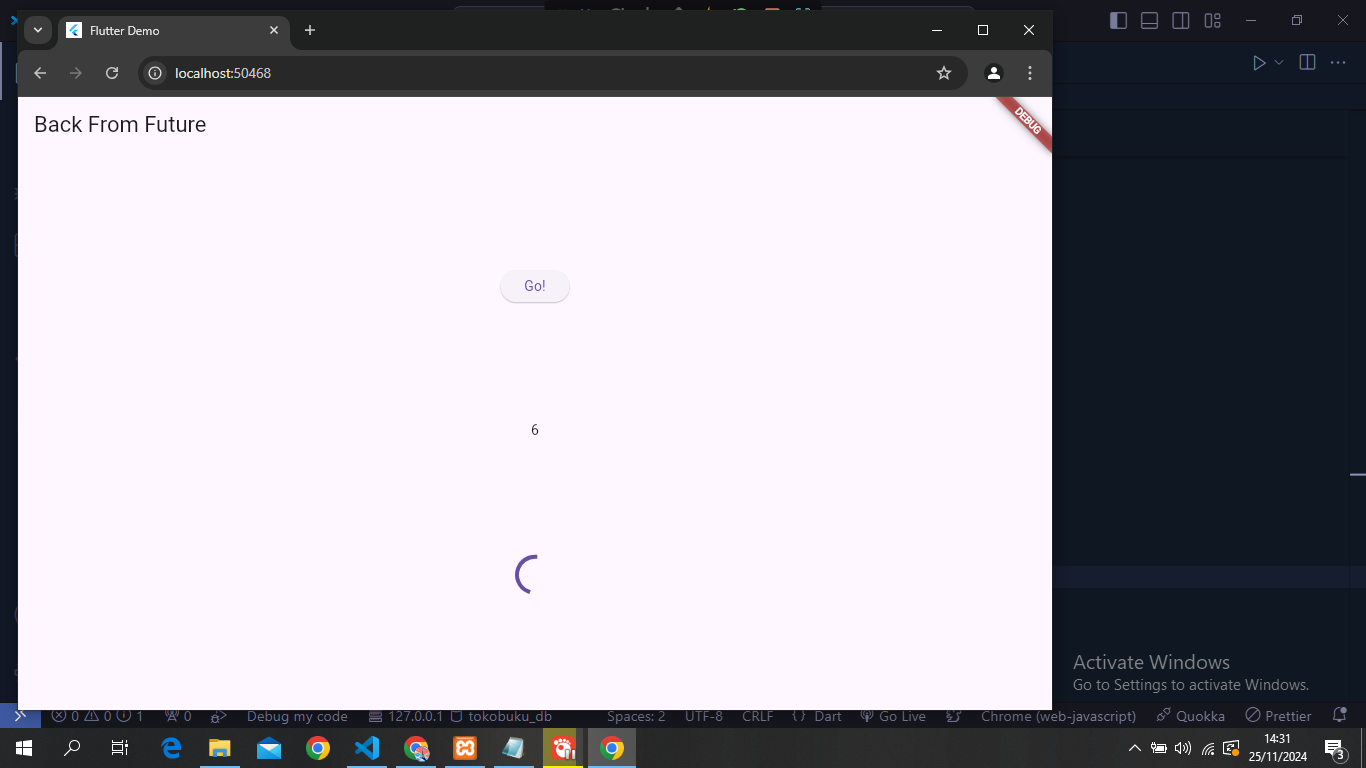 Flutter Demo
localhost:50468
Back From Future
DEBUG
Go!
6
Activate Windows
Go to Settings to activate Windows.
0 0 1 0 Debug my code 127.0.0.1 tokobuku_db Spaces: 2 UTF-8 CRLF { } Dart Go Live Chrome (web-javascript) Quokka Prettier
14:31
25/11/2024
3